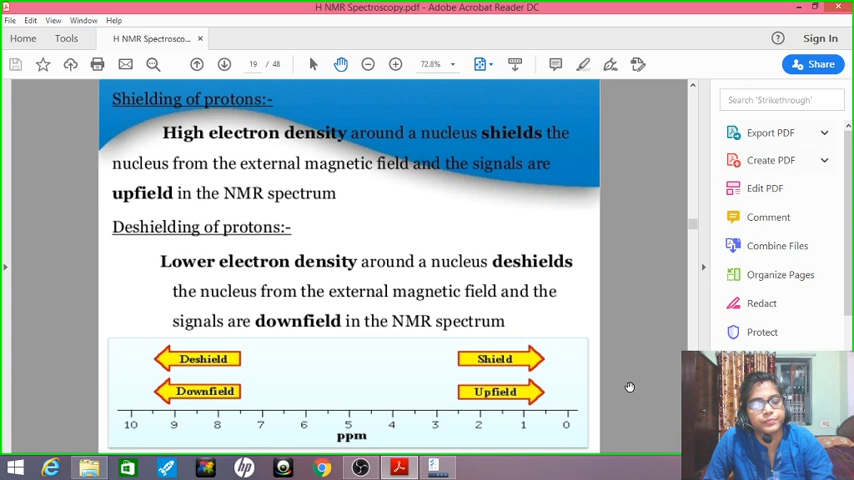 H NMR Spectroscopy.pdf - Adobe Acrobat Reader DC
File Edit View Window Help
Home Tools H NMR Spectrosco... × Sign In
19 / 48 72.8% Share
Shielding of protons:-
High electron density around a nucleus shields the
nucleus from the external magnetic field and the signals are
upfield in the NMR spectrum
Deshielding of protons:-
Lower electron density around a nucleus deshields
the nucleus from the external magnetic field and the
signals are downfield in the NMR spectrum
Deshield Shield
Downfield Upfield
10 9 8 7 6 5 4 3 2 1 0
ppm
Search 'Strikethrough'
Export PDF
Create PDF
Edit PDF
Comment
Combine Files
Organize Pages
Redact
Protect
hp